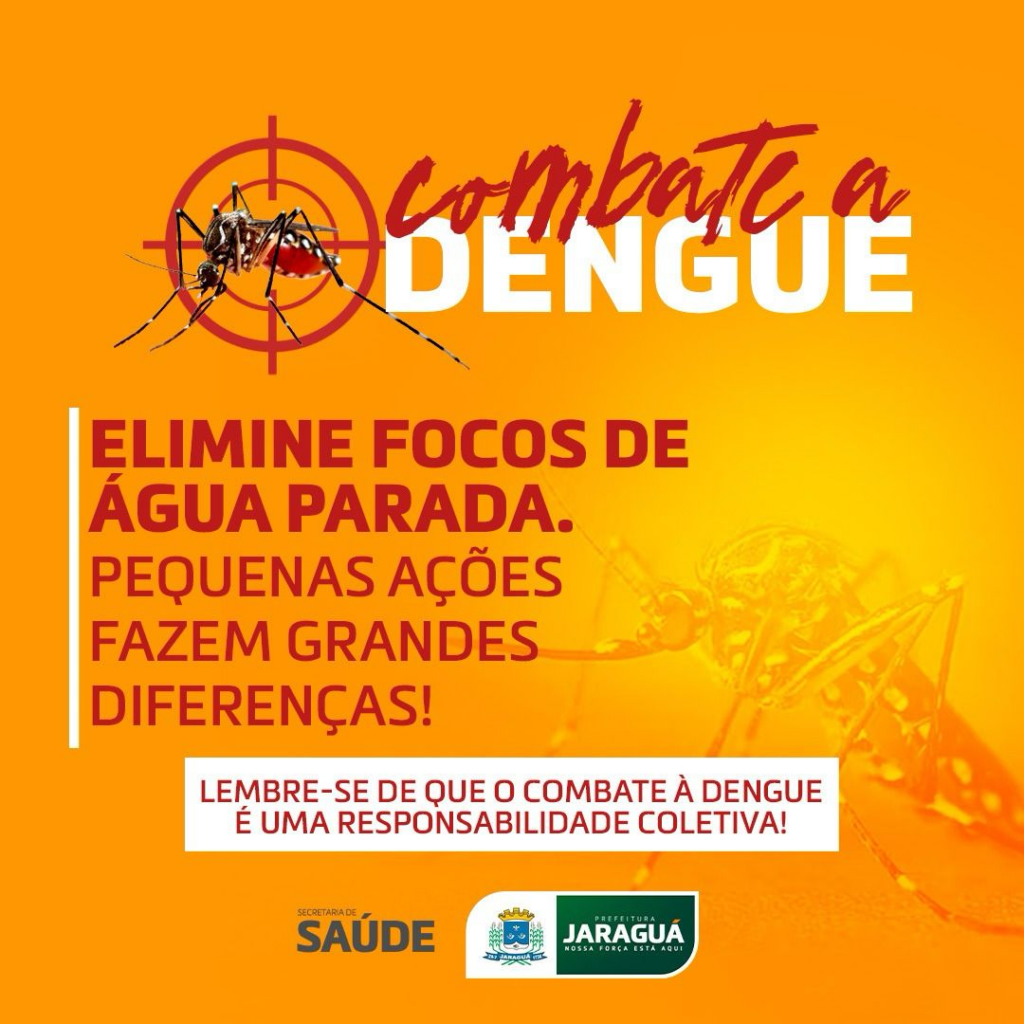 combate a
DENGUE
ELIMINE FOCOS DE
ÁGUA PARADA.
PEQUENAS AÇÕES
FAZEM GRANDES
DIFERENÇAS!
LEMBRE-SE DE QUE O COMBATE À DENGUE
É UMA RESPONSABILIDADE COLETIVA!
SECRETARIA DE
SAÚDE
JARAGUÁ
PREFEITURA
JARAGUÁ
NOSSA FORÇA ESTÁ AQUI